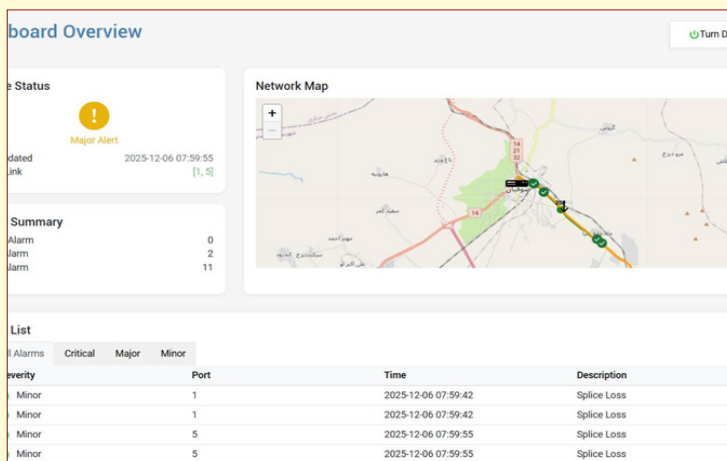 board Overview
Turn D
e Status
Major Alert
dated 2025-12-06 07:59:55
Link [1, 5]
Summary
Alarm 0
larm 2
larm 11
Network Map
+
−
14
21
32
14
صوفیان
هاروبیه
سفید کمر
List
ll Alarms Critical Major Minor
everity Port Time Description
Minor 1 2025-12-06 07:59:42 Splice Loss
Minor 1 2025-12-06 07:59:42 Splice Loss
Minor 5 2025-12-06 07:59:55 Splice Loss
Minor 5 2025-12-06 07:59:55 Splice Loss